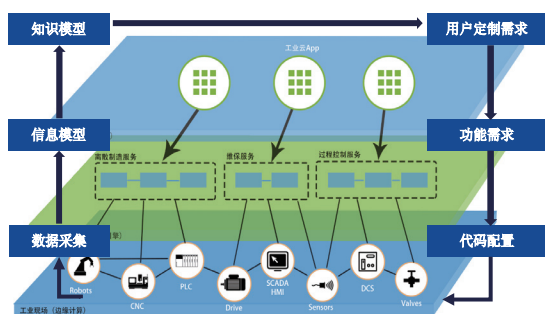 知识模型
用户定制需求
工业云App
信息模型
功能需求
离散制造服务
维保服务
过程控制服务
数据采集
擎）
代码配置
Robots
CNC
PLC
Drive
SCADA
HMI
Sensors
DCS
Valves
工业现场（边缘计算）